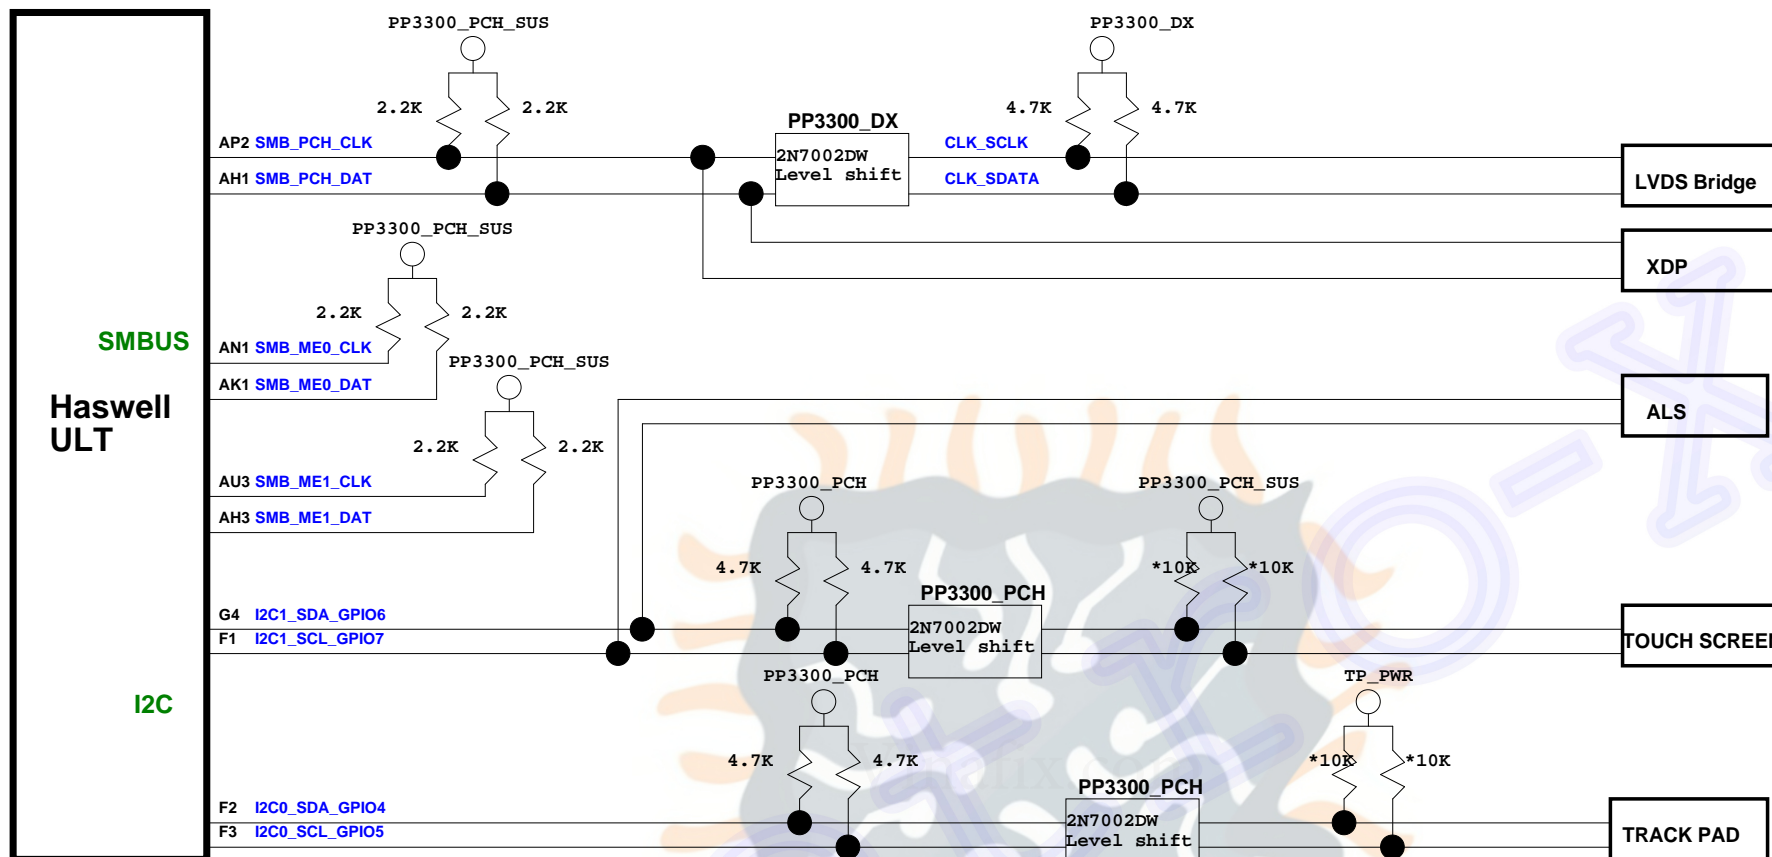 PP3300_PCH_SUS
PP3300_DX
2.2K
2.2K
4.7K
4.7K
PP3300_DX
AP2 SMB_PCH_CLK
2N7002DW
Level shift
CLK_SCLK
AH1 SMB_PCH_DAT
CLK_SDATA
LVDS Bridge
PP3300_PCH_SUS
XDP
2.2K
2.2K
SMBUS
AN1 SMB_ME0_CLK
PP3300_PCH_SUS
AK1 SMB_ME0_DAT
Haswell
ULT
ALS
2.2K
2.2K
AU3 SMB_ME1_CLK
PP3300_PCH
PP3300_PCH_SUS
AH3 SMB_ME1_DAT
4.7K
4.7K
*10K
*10K
PP3300_PCH
G4 I2C1_SDA_GPIO6
2N7002DW
Level shift
F1 I2C1_SCL_GPIO7
TOUCH SCREEN
PP3300_PCH
TP_PWR
I2C
4.7K
4.7K
*10K
*10K
PP3300_PCH
F2 I2C0_SDA_GPIO4
2N7002DW
Level shift
F3 I2C0_SCL_GPIO5
TRACK PAD